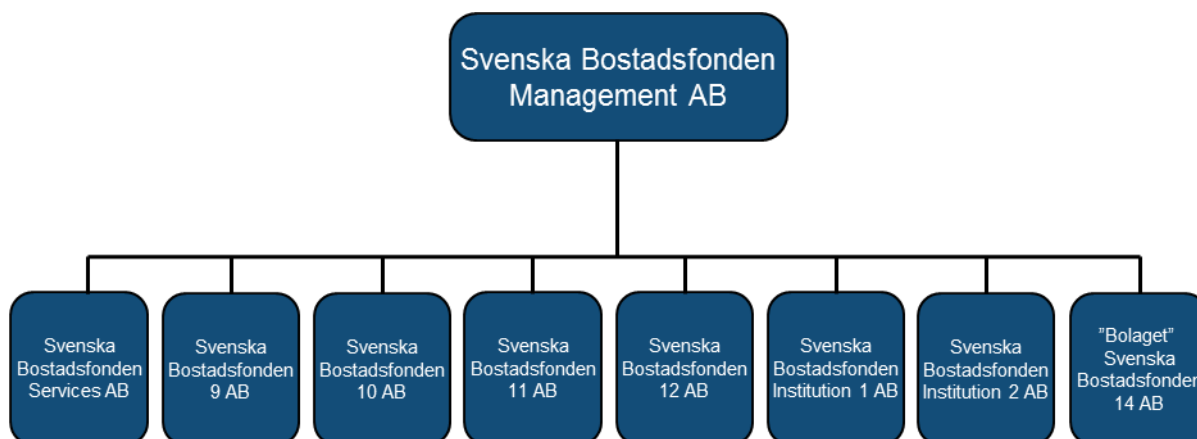 Svenska Bostadsfonden
Management AB
Svenska
Bostadsfonden
Services AB
Svenska
Bostadsfonden
9 AB
Svenska
Bostadsfonden
10 AB
Svenska
Bostadsfonden
11 AB
Svenska
Bostadsfonden
12 AB
Svenska
Bostadsfonden
Institution 1 AB
Svenska
Bostadsfonden
Institution 2 AB
”Bolaget”
Svenska
Bostadsfonden
14 AB